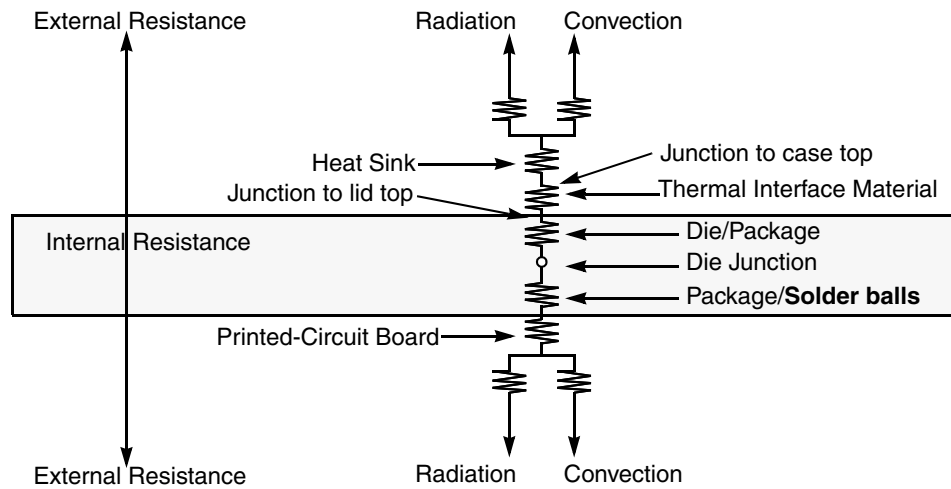 External Resistance
Radiation
Convection
Heat Sink
Junction to case top
Junction to lid top
Thermal Interface Material
Internal Resistance
Die/Package
Die Junction
Package/Solder balls
Printed-Circuit Board
External Resistance
Radiation
Convection